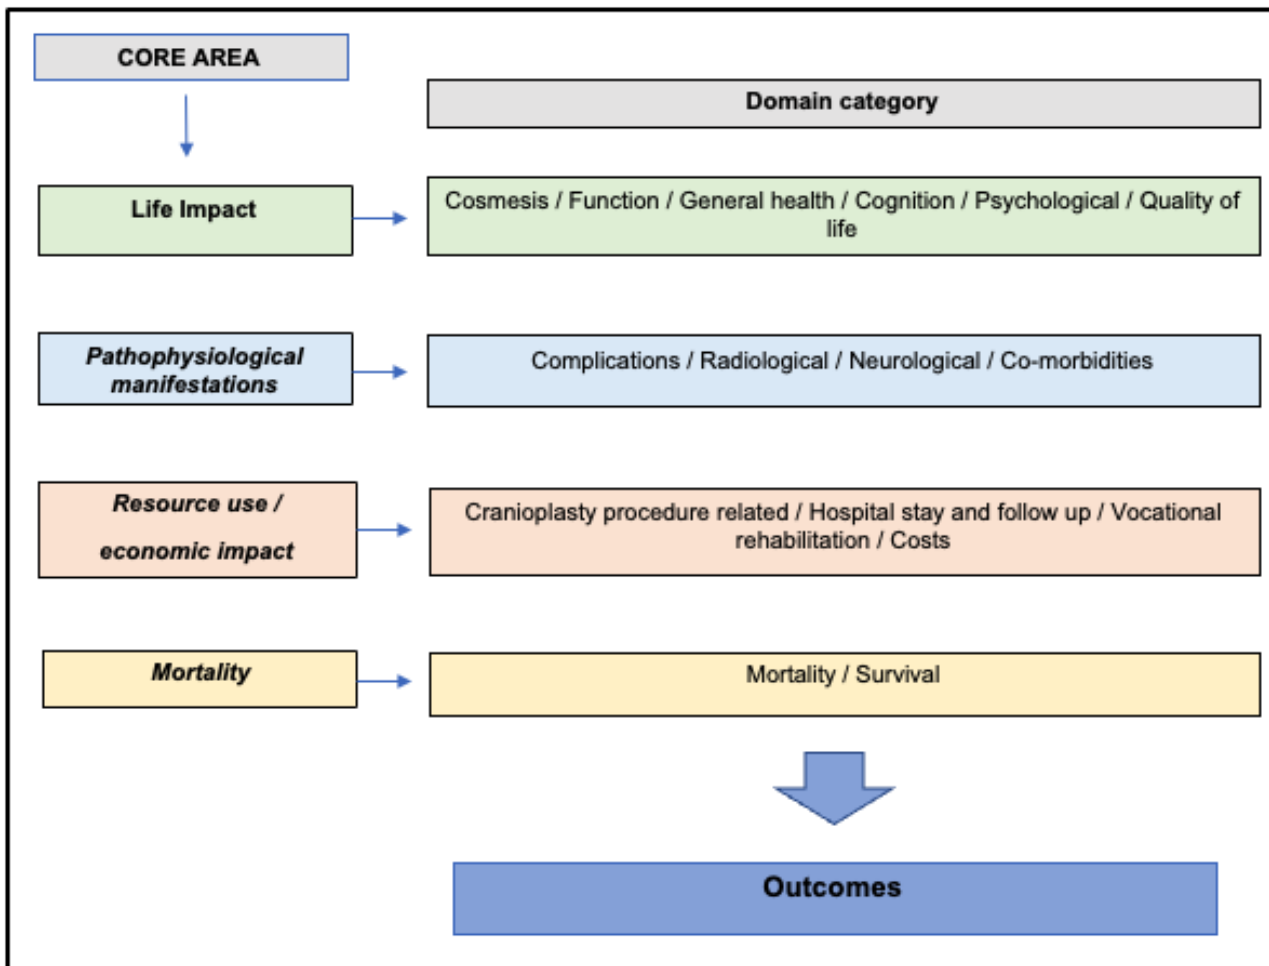 CORE AREA
Domain category
Life Impact
Cosmesis / Function / General health / Cognition / Psychological / Quality of
life
Pathophysiological
manifestations
Complications / Radiological / Neurological / Co-morbidities
Resource use /
economic impact
Cranioplasty procedure related / Hospital stay and follow up / Vocational
rehabilitation / Costs
Mortality
Mortality / Survival
Outcomes